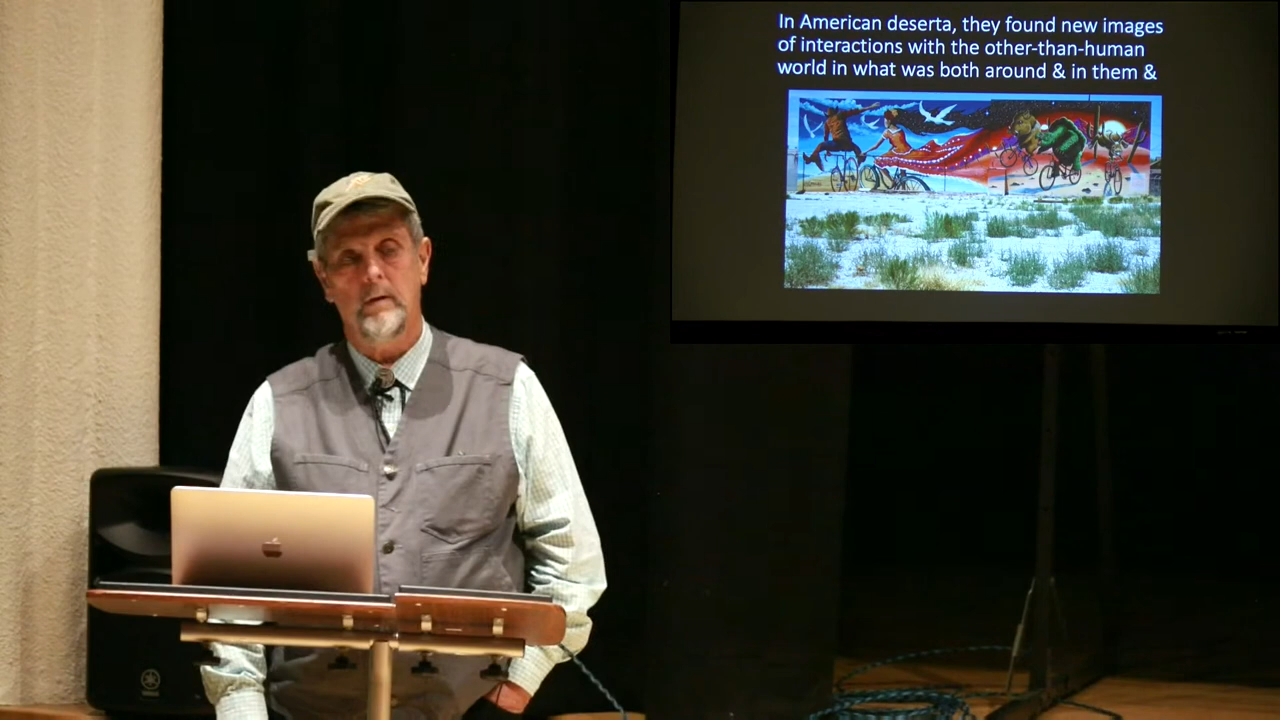 In American deserta, they found new images
of interactions with the other-than-human
world in what was both around & in them &